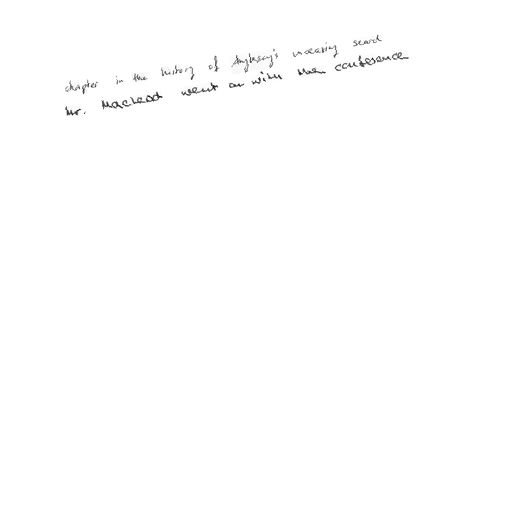 chapter in the history of Anglesey's unceasing search
Mr. Macleod went on with the conference